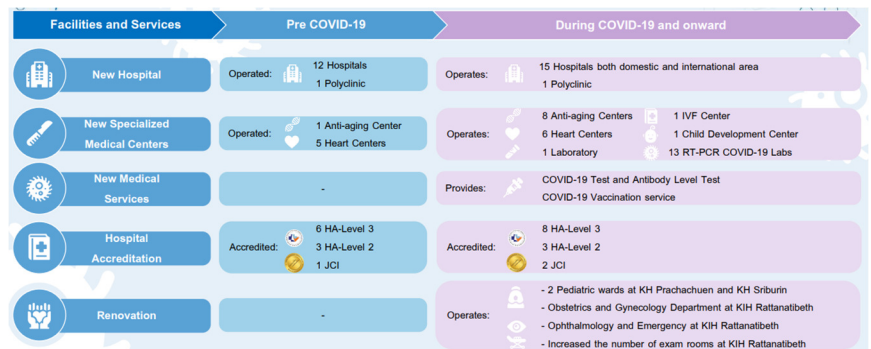 Facilities and Services
Pre COVID-19
During COVID-19 and onward
New Hospital
Operated:
12 Hospitals
1 Polyclinic
Operates:
15 Hospitals both domestic and international area
1 Polyclinic
New Specialized
Medical Centers
Operated:
1 Anti-aging Center
5 Heart Centers
Operates:
8 Anti-aging Centers
6 Heart Centers
1 Laboratory
1 IVF Center
1 Child Development Center
13 RT-PCR COVID-19 Labs
New Medical
Services
-
Provides:
COVID-19 Test and Antibody Level Test
COVID-19 Vaccination service
Hospital
Accreditation
Accredited:
6 HA-Level 3
3 HA-Level 2
1 JCI
Accredited:
8 HA-Level 3
3 HA-Level 2
2 JCI
Renovation
-
Operates:
- 2 Pediatric wards at KH Prachachuen and KH Sriburin
- Obstetrics and Gynecology Department at KIH Rattanatibeth
- Ophthalmology and Emergency at KIH Rattanatibeth
- Increased the number of exam rooms at KIH Rattanatibeth